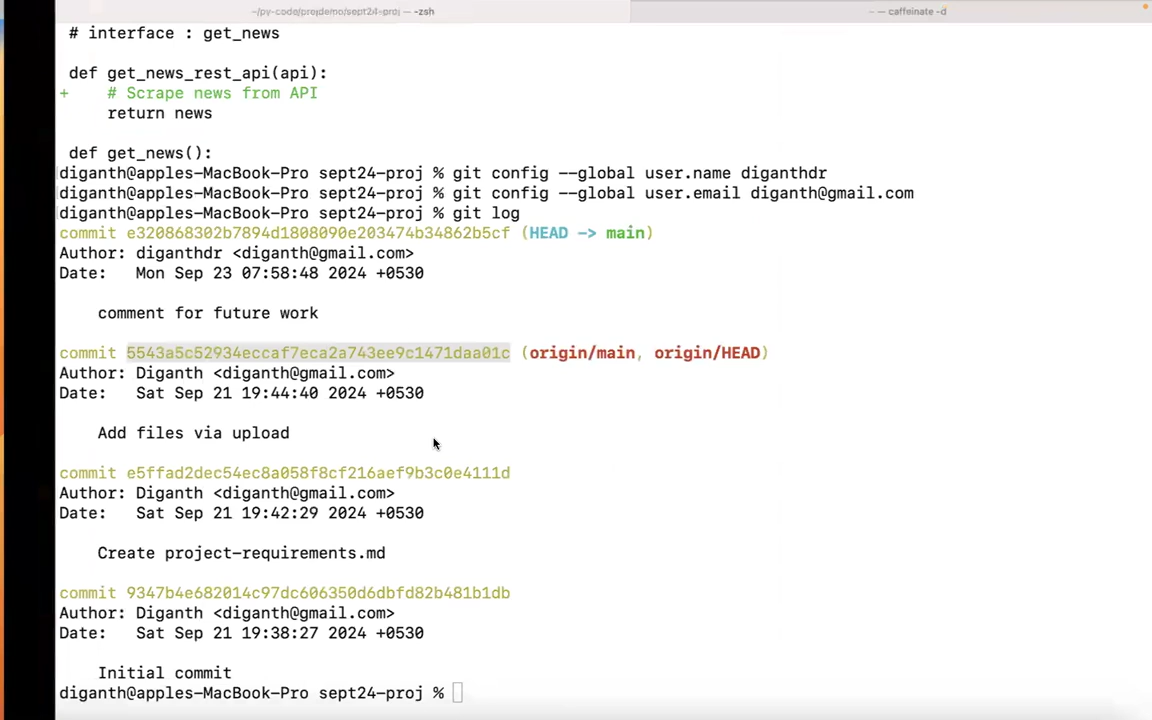 ~/py-code/projdemo/sept24-proj — -zsh
— caffeinate -d
# interface : get_news
def get_news_rest_api(api):
+ # Scrape news from API
return news
def get_news():
diganth@apples-MacBook-Pro sept24-proj % git config --global user.name diganthdr
diganth@apples-MacBook-Pro sept24-proj % git config --global user.email diganth@gmail.com
diganth@apples-MacBook-Pro sept24-proj % git log
commit e320868302b7894d1808090e203474b34862b5cf (HEAD -> main)
Author: diganthdr <diganth@gmail.com>
Date: Mon Sep 23 07:58:48 2024 +0530
comment for future work
commit 5543a5c52934eccaf7eca2a743ee9c1471daa01c (origin/main, origin/HEAD)
Author: Diganth <diganth@gmail.com>
Date: Sat Sep 21 19:44:40 2024 +0530
Add files via upload
commit e5ffad2dec54ec8a058f8cf216aef9b3c0e4111d
Author: Diganth <diganth@gmail.com>
Date: Sat Sep 21 19:42:29 2024 +0530
Create project-requirements.md
commit 9347b4e682014c97dc606350d6dbfd82b481b1db
Author: Diganth <diganth@gmail.com>
Date: Sat Sep 21 19:38:27 2024 +0530
Initial commit
diganth@apples-MacBook-Pro sept24-proj %